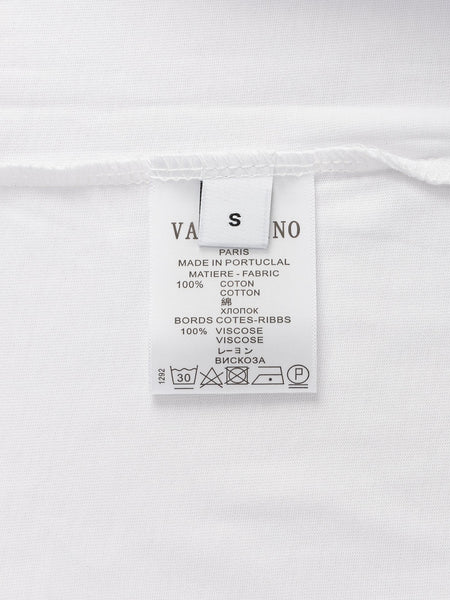 S
VA NO
PARIS
MADE IN PORTUCLAL
MATIERE - FABRIC
100% COTON
COTTON
綿
ХЛОПОК
BORDS COTES-RIBBS
100% VISCOSE
VISCOSE
レーヨン
ВИСКОЗА
1292
30
P